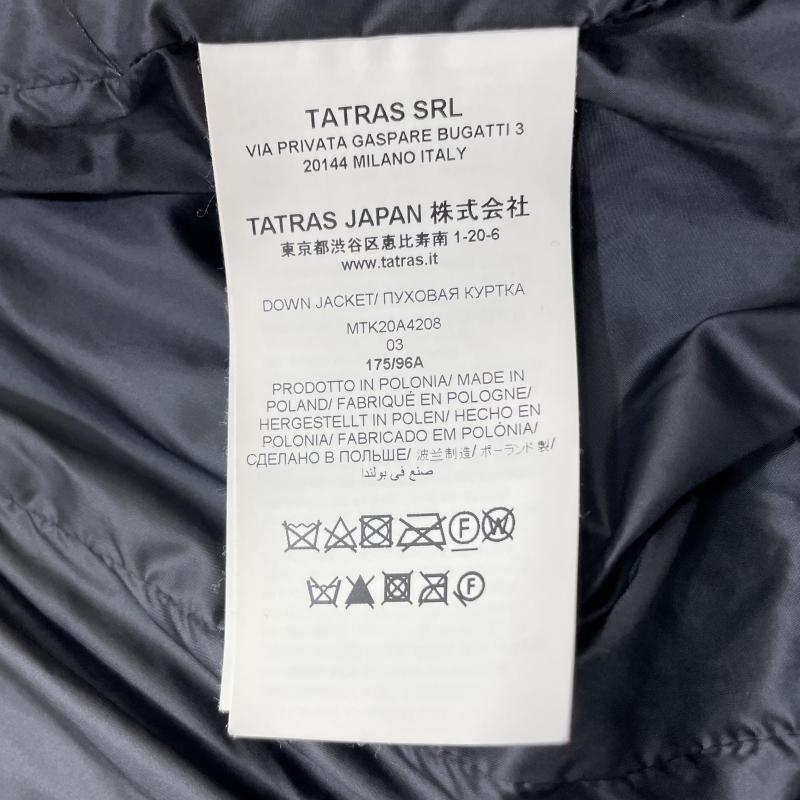 TATRAS SRL
VIA PRIVATA GASPARE BUGATTI 3
20144 MILANO ITALY
TATRAS JAPAN 株式会社
東京都渋谷区恵比寿南 1-20-6
www.tatras.it
DOWN JACKET/ ПУХОВАЯ КУРТКА
MTK20A4208
03
175/96A
PRODOTTO IN POLONIA/ MADE IN
POLAND/ FABRIQUÉ EN POLOGNE/
HERGESTELLT IN POLEN/ HECHO EN
POLONIA/ FABRICADO EM POLÓNIA/
СДЕЛАНО В ПОЛЬШЕ/ 波兰制造/ ポーランド製/
صنع في بولندا
F W
F